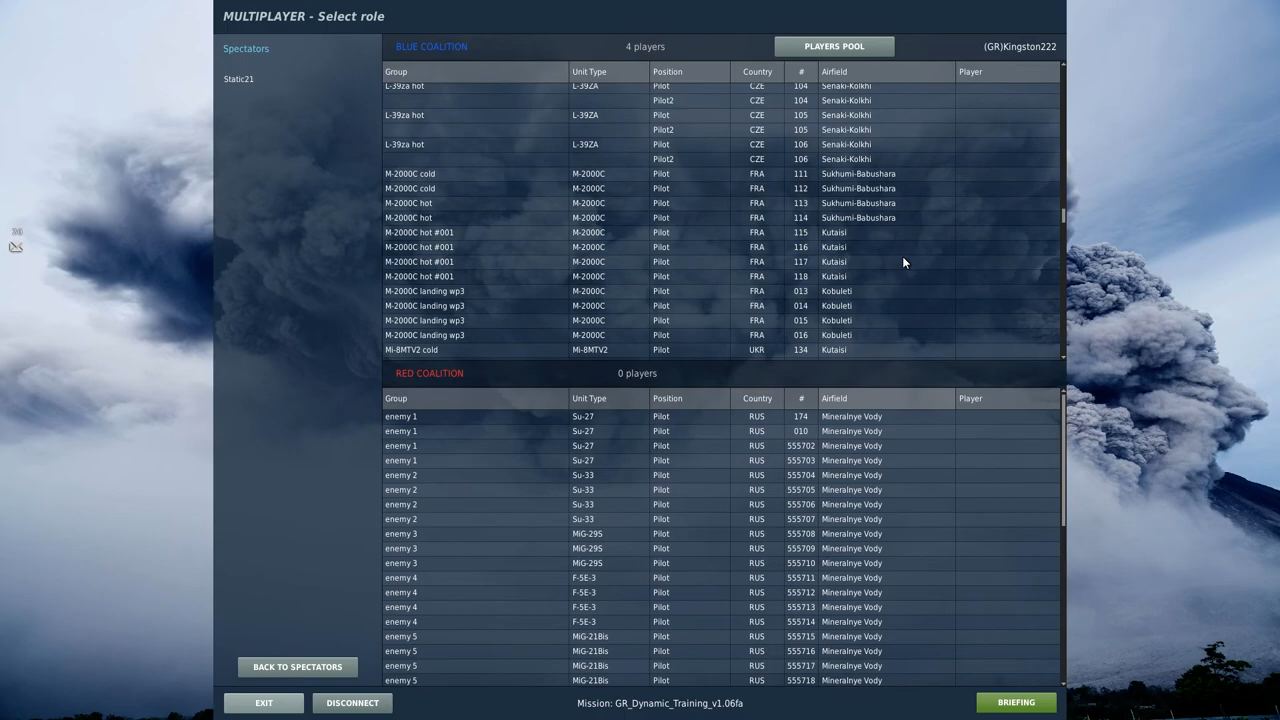 MULTIPLAYER - Select role
Spectators
Static21
BLUE COALITION 4 players PLAYERS POOL (GR)Kingston222
Group Unit Type Position Country # Airfield Player
L-39za hot L-39ZA Pilot CZE 104 Senaki-Kolkhi
Pilot2 CZE 104 Senaki-Kolkhi
L-39za hot L-39ZA Pilot CZE 105 Senaki-Kolkhi
Pilot2 CZE 105 Senaki-Kolkhi
L-39za hot L-39ZA Pilot CZE 106 Senaki-Kolkhi
Pilot2 CZE 106 Senaki-Kolkhi
M-2000C cold M-2000C Pilot FRA 111 Sukhumi-Babushara
M-2000C cold M-2000C Pilot FRA 112 Sukhumi-Babushara
M-2000C hot M-2000C Pilot FRA 113 Sukhumi-Babushara
M-2000C hot M-2000C Pilot FRA 114 Sukhumi-Babushara
M-2000C hot #001 M-2000C Pilot FRA 115 Kutaisi
M-2000C hot #001 M-2000C Pilot FRA 116 Kutaisi
M-2000C hot #001 M-2000C Pilot FRA 117 Kutaisi
M-2000C hot #001 M-2000C Pilot FRA 118 Kutaisi
M-2000C landing wp3 M-2000C Pilot FRA 013 Kobuleti
M-2000C landing wp3 M-2000C Pilot FRA 014 Kobuleti
M-2000C landing wp3 M-2000C Pilot FRA 015 Kobuleti
M-2000C landing wp3 M-2000C Pilot FRA 016 Kobuleti
Mi-8MTV2 cold Mi-8MTV2 Pilot UKR 134 Kutaisi
RED COALITION 0 players
Group Unit Type Position Country # Airfield Player
enemy 1 Su-27 Pilot RUS 174 Mineralnye Vody
enemy 1 Su-27 Pilot RUS 010 Mineralnye Vody
enemy 1 Su-27 Pilot RUS 555702 Mineralnye Vody
enemy 1 Su-27 Pilot RUS 555703 Mineralnye Vody
enemy 2 Su-33 Pilot RUS 555704 Mineralnye Vody
enemy 2 Su-33 Pilot RUS 555705 Mineralnye Vody
enemy 2 Su-33 Pilot RUS 555706 Mineralnye Vody
enemy 2 Su-33 Pilot RUS 555707 Mineralnye Vody
enemy 3 MiG-29S Pilot RUS 555708 Mineralnye Vody
enemy 3 MiG-29S Pilot RUS 555709 Mineralnye Vody
enemy 3 MiG-29S Pilot RUS 555710 Mineralnye Vody
enemy 4 F-5E-3 Pilot RUS 555711 Mineralnye Vody
enemy 4 F-5E-3 Pilot RUS 555712 Mineralnye Vody
enemy 4 F-5E-3 Pilot RUS 555713 Mineralnye Vody
enemy 4 F-5E-3 Pilot RUS 555714 Mineralnye Vody
enemy 5 MiG-21Bis Pilot RUS 555715 Mineralnye Vody
enemy 5 MiG-21Bis Pilot RUS 555716 Mineralnye Vody
enemy 5 MiG-21Bis Pilot RUS 555717 Mineralnye Vody
enemy 5 MiG-21Bis Pilot RUS 555718 Mineralnye Vody
BACK TO SPECTATORS
EXIT DISCONNECT Mission: GR_Dynamic_Training_v1.06fa BRIEFING